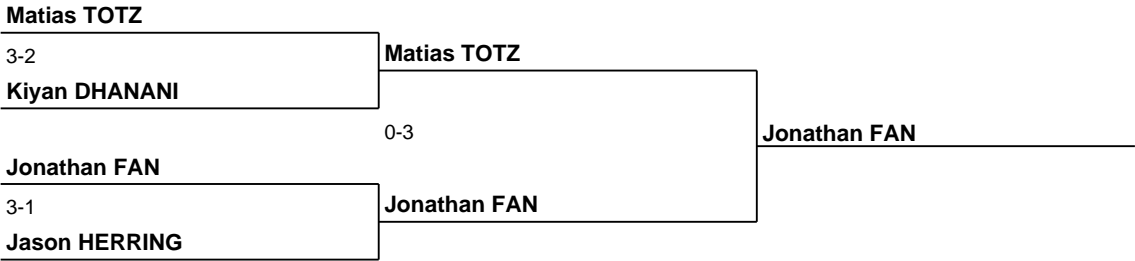 Matias TOTZ
3-2
Matias TOTZ
Kiyan DHANANI
0-3
Jonathan FAN
Jonathan FAN
3-1
Jonathan FAN
Jason HERRING